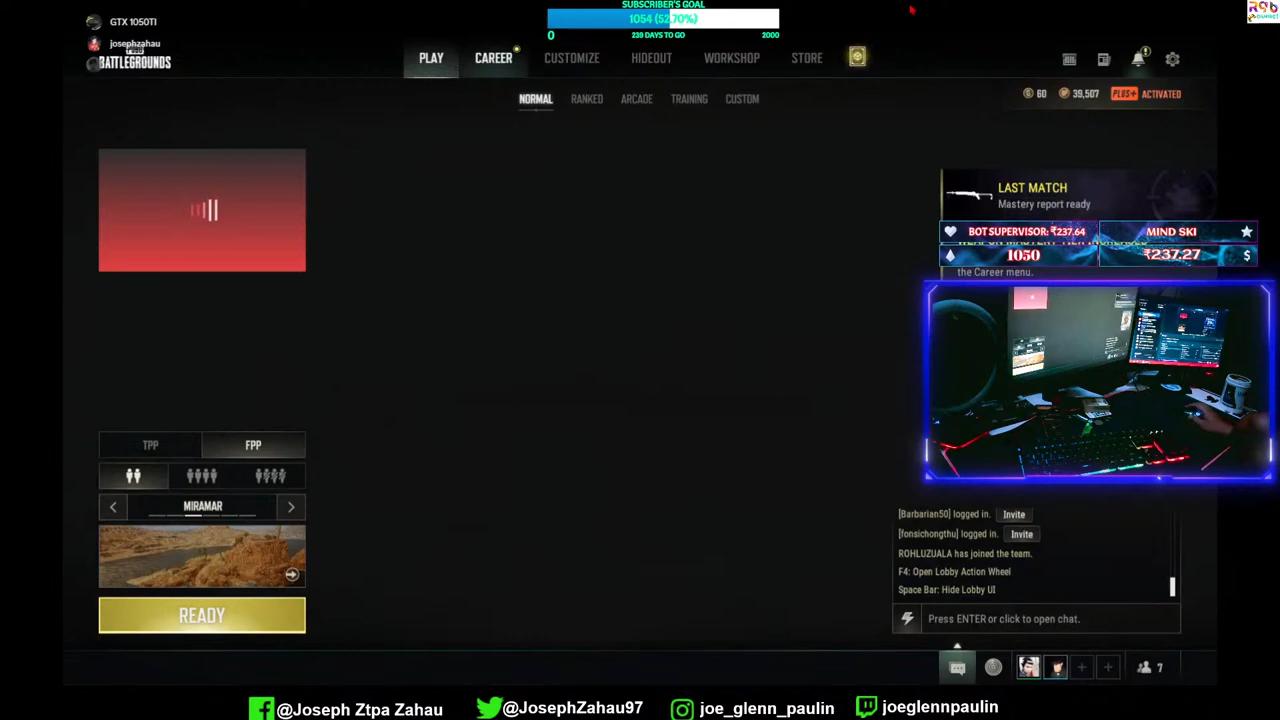 SUBSCRIBER'S GOAL
1054 (52.70%)
0
239 DAYS TO GO
2000
GTX 1050TI
josephzahau
BATTLEGROUNDS
PLAY
CAREER
CUSTOMIZE
HIDEOUT
WORKSHOP
STORE
NORMAL
RANKED
ARCADE
TRAINING
CUSTOM
60
39,507
PLUS+ ACTIVATED
LAST MATCH
Mastery report ready
BOT SUPERVISOR: ₹237.64
MIND SKI
1050
₹237.27
the Career menu.
TPP
FPP
MIRAMAR
READY
[Barbarian50] logged in. Invite
[fonsichongthu] logged in. Invite
ROHLUZUALA has joined the team.
F4: Open Lobby Action Wheel
Space Bar: Hide Lobby UI
Press ENTER or click to open chat.
7
@Joseph Ztpa Zahau
@JosephZahau97
joe_glenn_paulin
joeglennpaulin